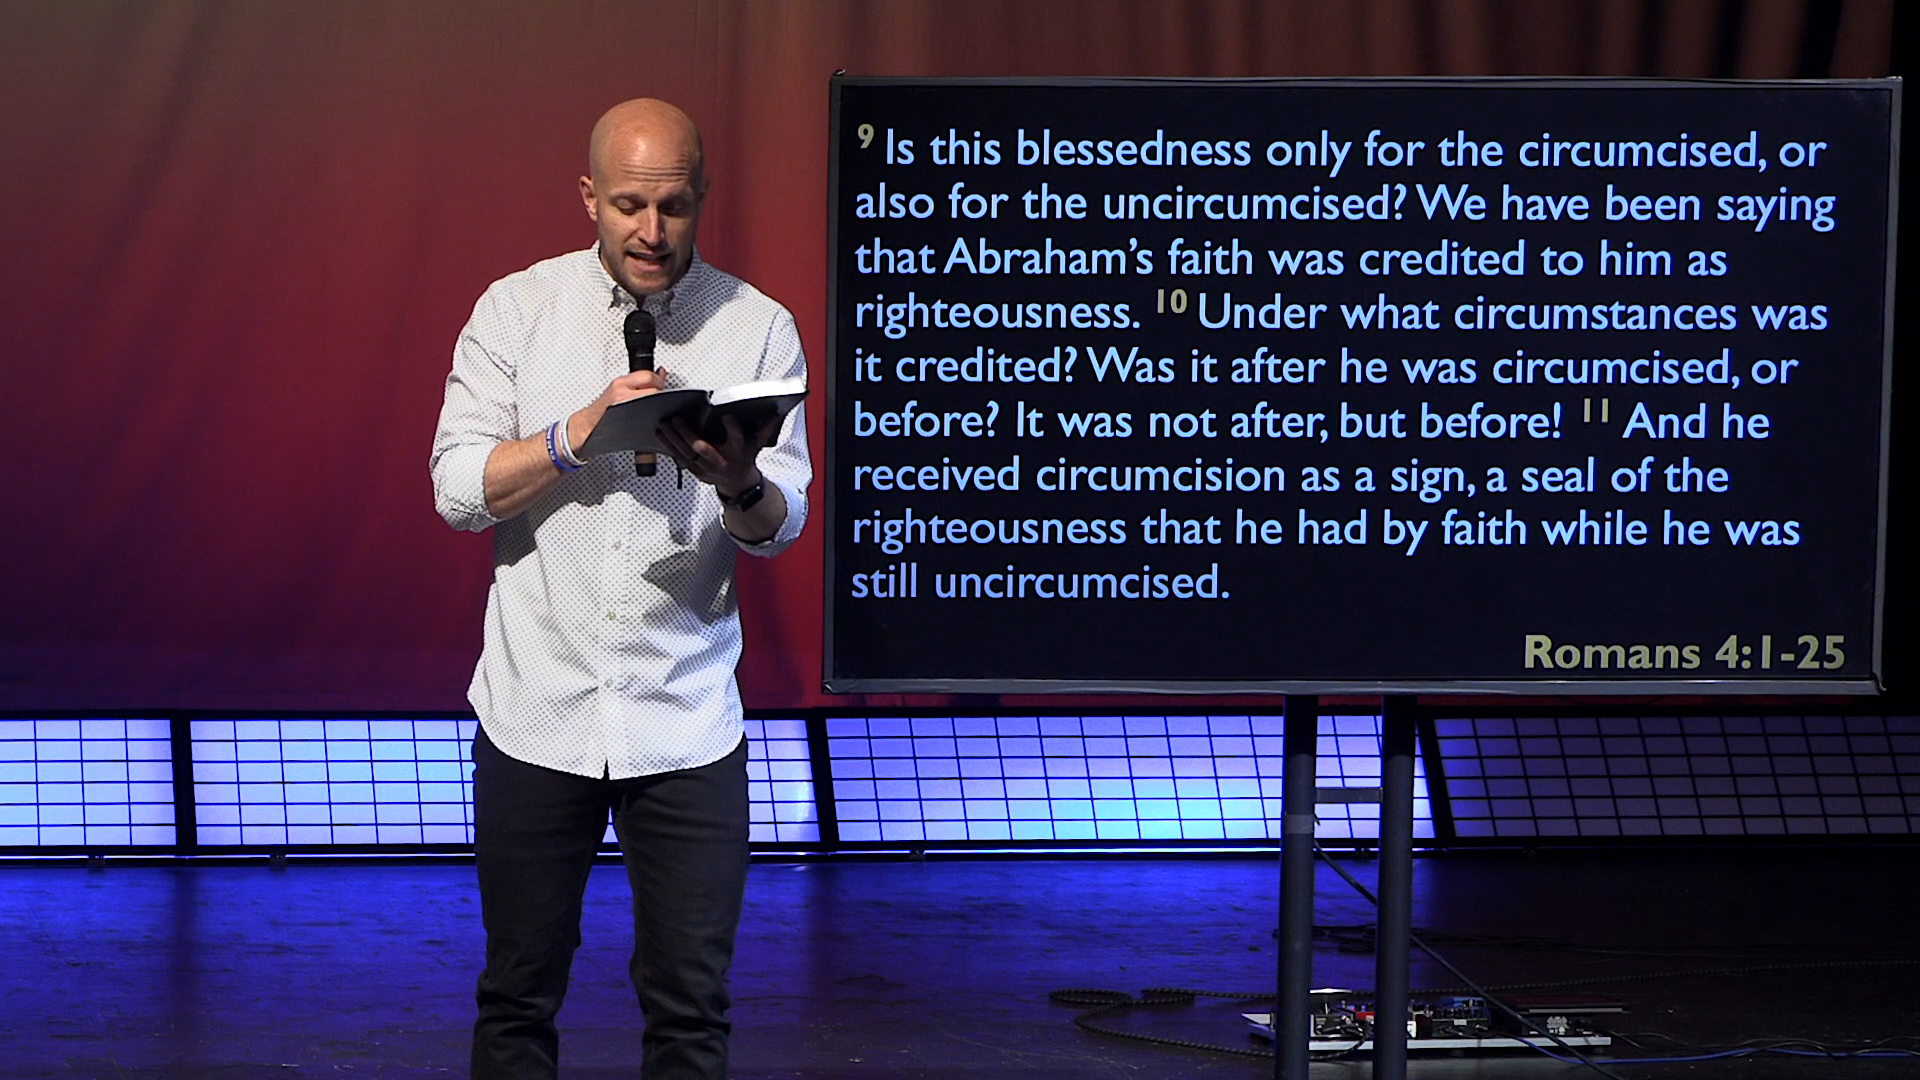 9 Is this blessedness only for the circumcised, or
also for the uncircumcised? We have been saying
that Abraham's faith was credited to him as
righteousness. 10 Under what circumstances was
it credited? Was it after he was circumcised, or
before? It was not after, but before! 11 And he
received circumcision as a sign, a seal of the
righteousness that he had by faith while he was
still uncircumcised.
Romans 4:1-25